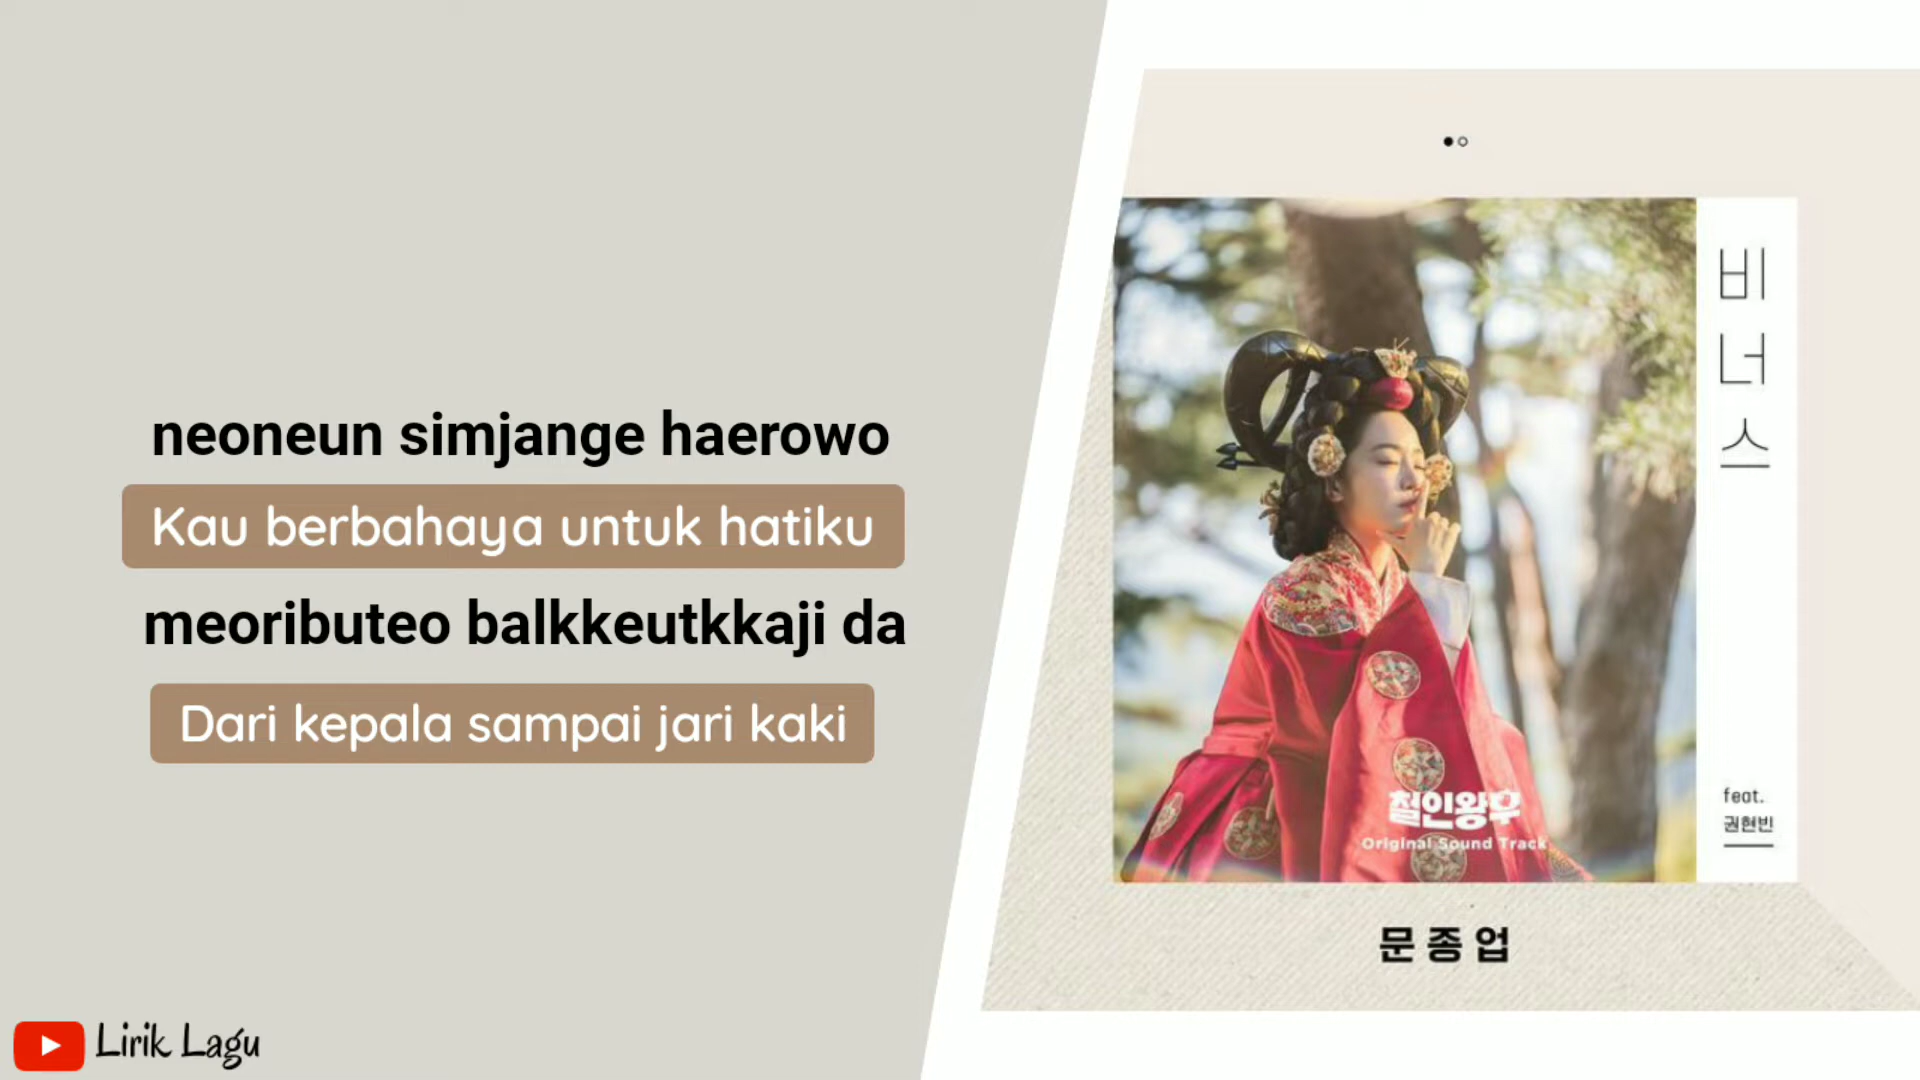 neoneun simjange haerowo
Kau berbahaya untuk hatiku
meoributeo balkkeutkkaji da
Dari kepala sampai jari kaki
Lirik Lagu
비너스
feat.
권현빈
철인왕후
Original Sound Track
문종업